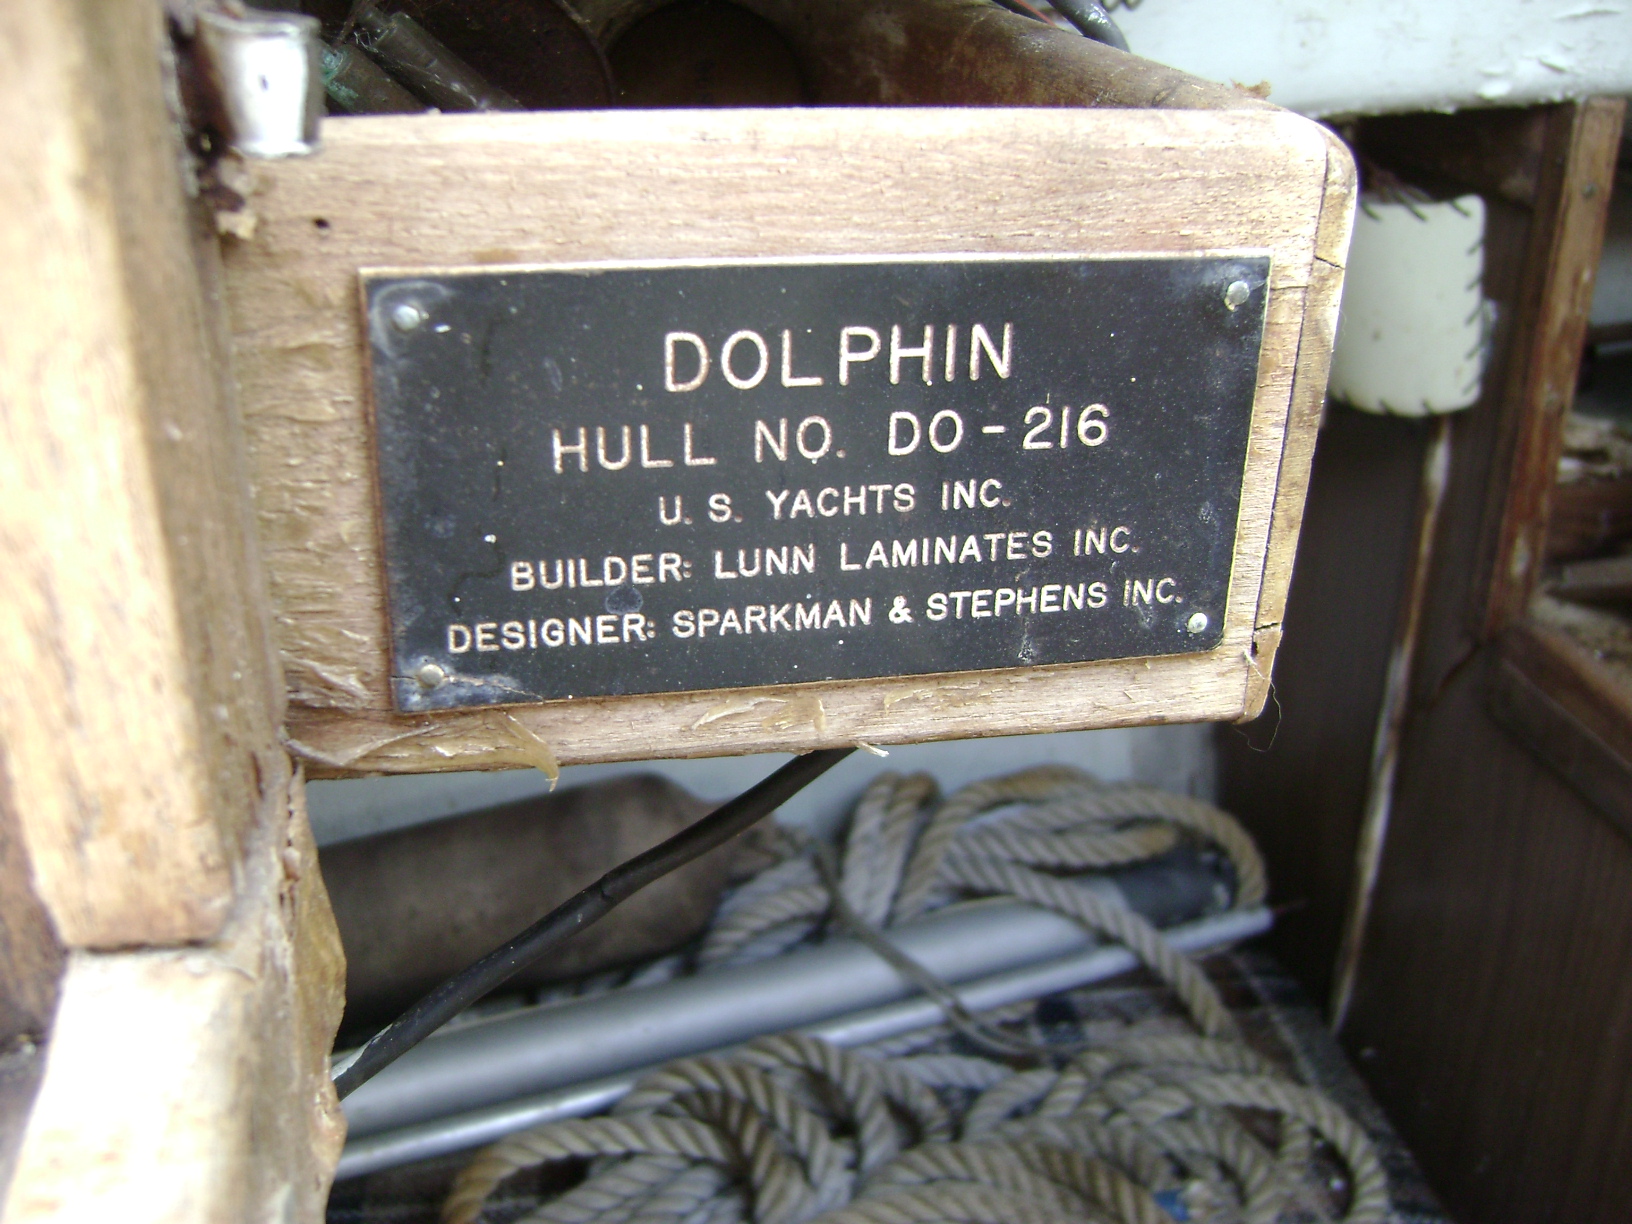 DOLPHIN
HULL NO. DO-216
U. S. YACHTS INC.
BUILDER: LUNN LAMINATES INC.
DESIGNER: SPARKMAN & STEPHENS INC.